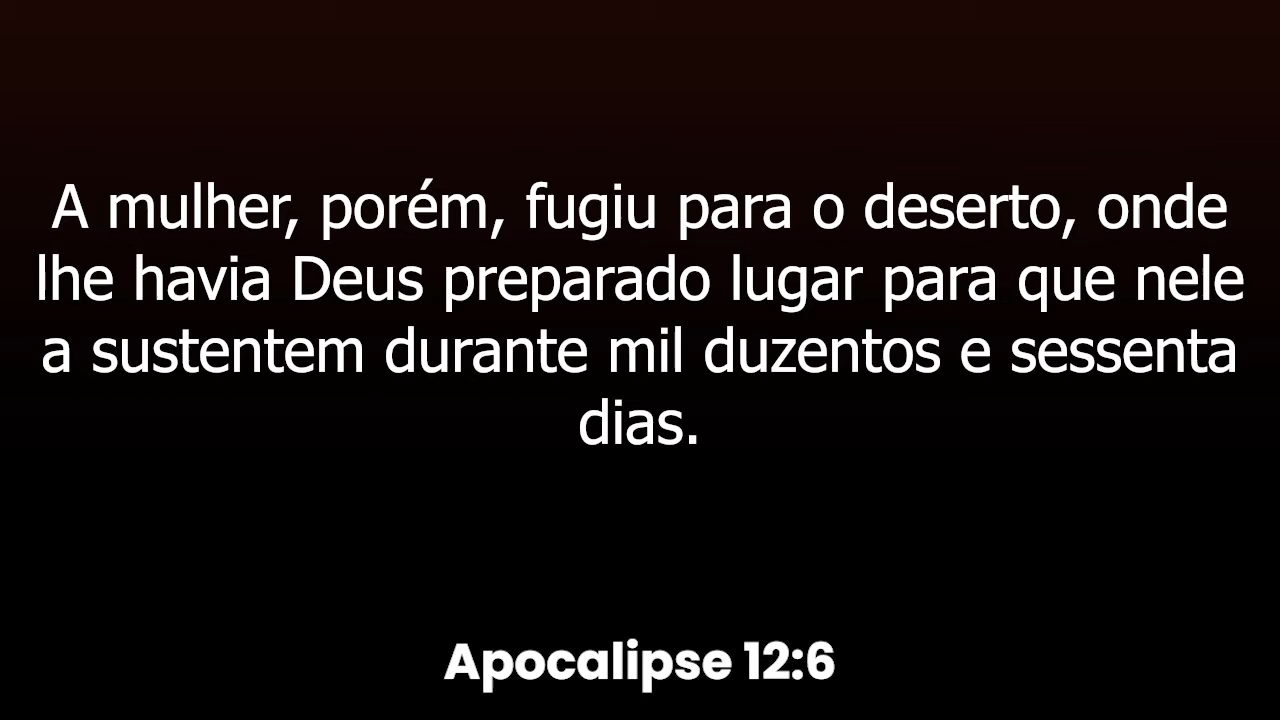 A mulher, porém, fugiu para o deserto, onde
lhe havia Deus preparado lugar para que nele
a sustentem durante mil duzentos e sessenta
dias.
Apocalipse 12:6